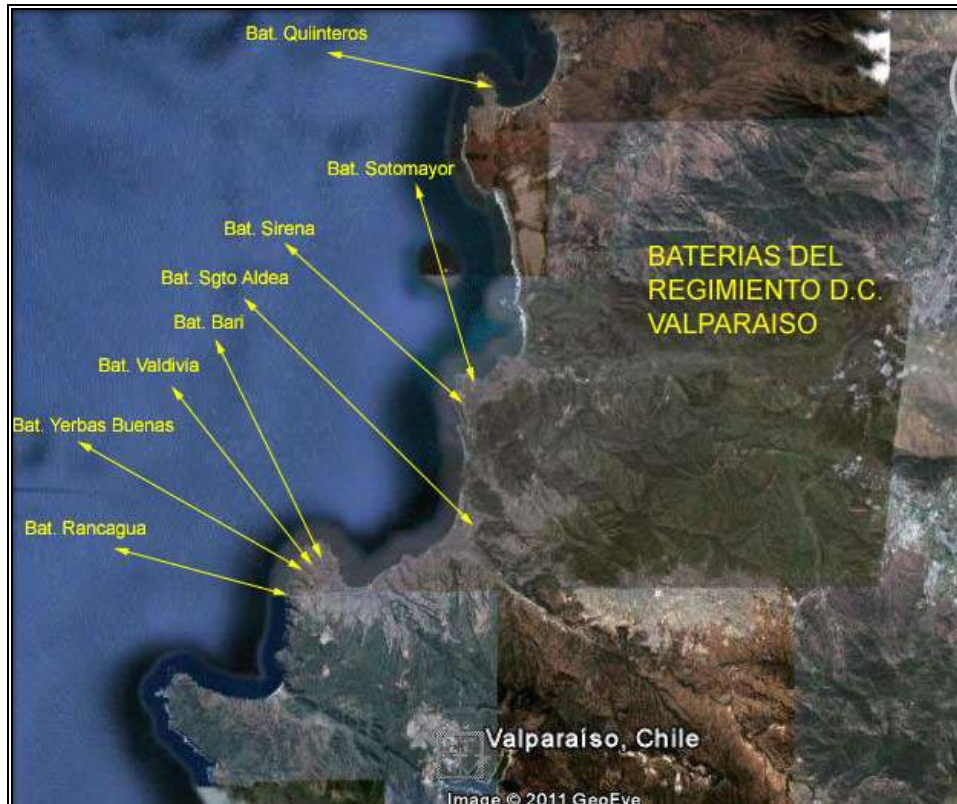 Bat. Quiinteros
Bat. Sotomayor
Bat. Sirena
Bat. Sgto Aldea
Bat. Bari
Bat. Valdivia
Bat. Yerbas Buenas
Bat. Rancagua
BATERIAS DEL
REGIMIENTO D.C.
VALPARAISO
Valparaíso, Chile
Image © 2011 GeoEye